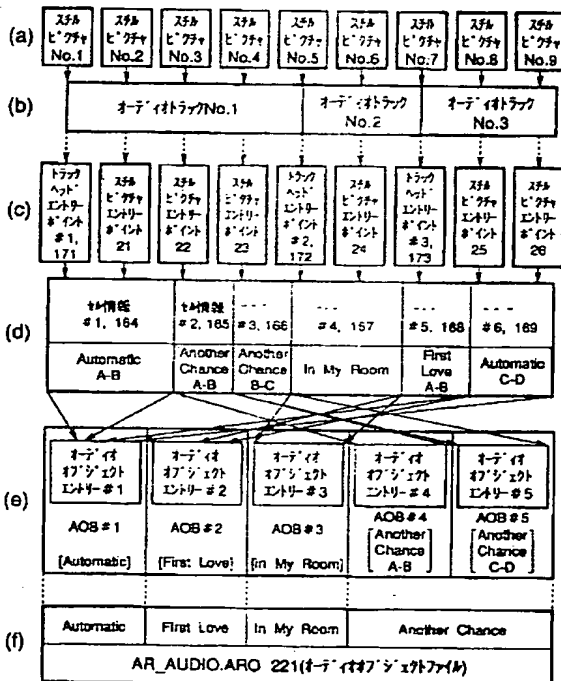 (a)
スチル ピクチャ No.1
スチル ピクチャ No.2
スチル ピクチャ No.3
スチル ピクチャ No.4
スチル ピクチャ No.5
スチル ピクチャ No.6
スチル ピクチャ No.7
スチル ピクチャ No.8
スチル ピクチャ No.9
(b)
オーディオトラックNo.1
オーディオトラック No.2
オーディオトラック No.3
(c)
トラック ヘッド エントリー ポイント #1, 171
スチル ピクチャ エントリー ポイント 21
スチル ピクチャ エントリー ポイント 22
スチル ピクチャ エントリー ポイント 23
トラック ヘッド エントリー ポイント #2, 172
スチル ピクチャ エントリー ポイント 24
トラック ヘッド エントリー ポイント #3, 173
スチル ピクチャ エントリー ポイント 25
スチル ピクチャ エントリー ポイント 26
(d)
セル情報 #1, 164
セル情報 #2, 165
--- #3, 166
--- #4, 167
--- #5, 168
--- #6, 169
Automatic A-B
Another Chance A-B
Another Chance B-C
In My Room
First Love A-B
Automatic C-D
(e)
オーディオ オブジェクト エントリー #1
オーディオ オブジェクト エントリー #2
オーディオ オブジェクト エントリー #3
オーディオ オブジェクト エントリー #4
オーディオ オブジェクト エントリー #5
AOB #1 [Automatic]
AOB #2 [First Love]
AOB #3 [In My Room]
AOB #4 [Another Chance A-B]
AOB #5 [Another Chance C-D]
(f)
Automatic
First Love
In My Room
Another Chance
AR_AUDIO.ARO 221(オーディオオブジェクトファイル)